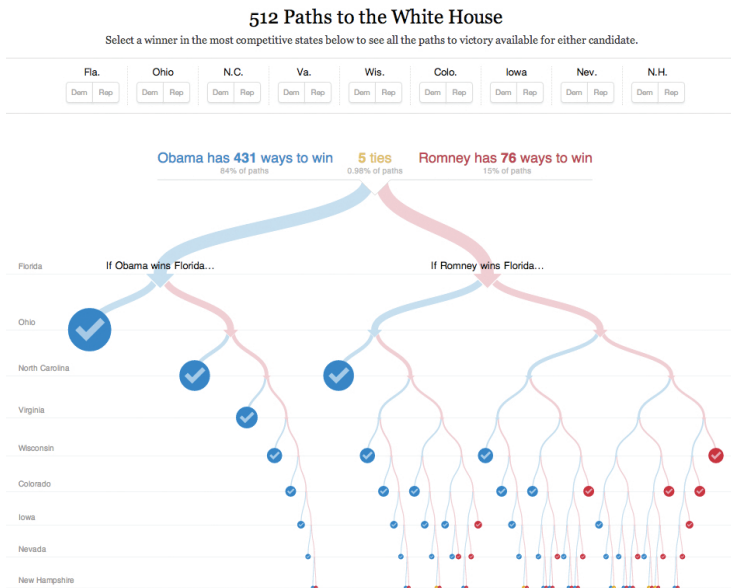 512 Paths to the White House
Select a winner in the most competitive states below to see all the paths to victory available for either candidate.
Fla. Ohio N.C. Va. Wis. Colo. Iowa Nev. N.H.
Dem Rep Dem Rep Dem Rep Dem Rep Dem Rep Dem Rep Dem Rep Dem Rep Dem Rep
Obama has 431 ways to win 5 ties Romney has 76 ways to win
84% of paths 0.98% of paths 15% of paths
Florida If Obama wins Florida... If Romney wins Florida...
Ohio
North Carolina
Virginia
Wisconsin
Colorado
Iowa
Nevada
New Hampshire